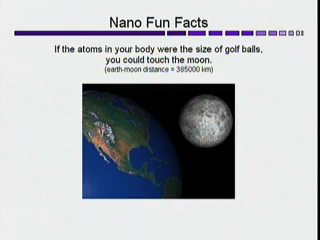 Nano Fun Facts
If the atoms in your body were the size of golf balls,
you could touch the moon.
(earth-moon distance = 385000 km)